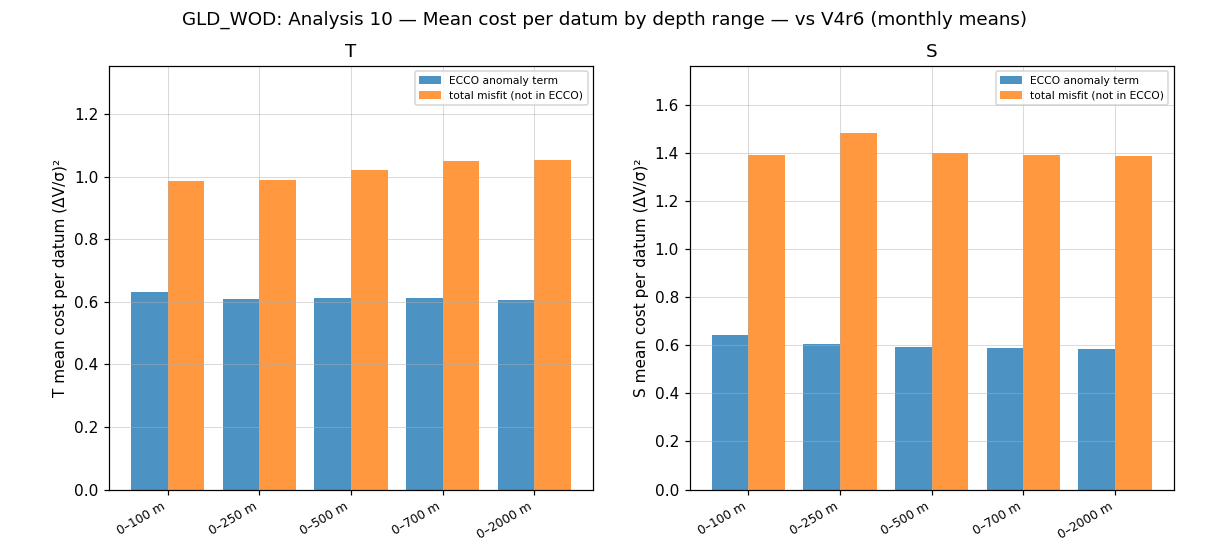 GLD_WOD: Analysis 10 — Mean cost per datum by depth range — vs V4r6 (monthly means)
T
T mean cost per datum (ΔV/σ)²
1.2
1.0
0.8
0.6
0.4
0.2
0.0
ECCO anomaly term
total misfit (not in ECCO)
0–100 m
0–250 m
0–500 m
0–700 m
0–2000 m
S
S mean cost per datum (ΔV/σ)²
1.6
1.4
1.2
1.0
0.8
0.6
0.4
0.2
0.0
ECCO anomaly term
total misfit (not in ECCO)
0–100 m
0–250 m
0–500 m
0–700 m
0–2000 m